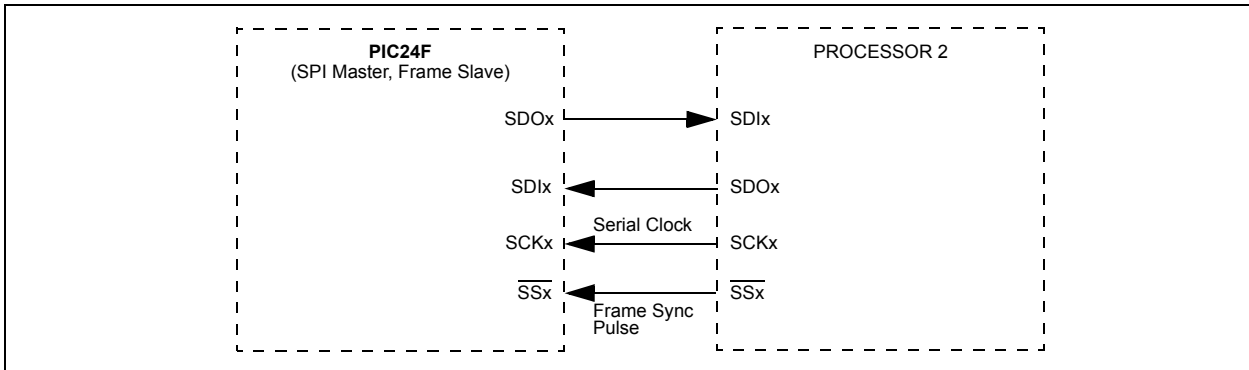 PIC24F
(SPI Master, Frame Slave)
PROCESSOR 2
SDOx
SDIx
SDIx
SDOx
Serial Clock
SCKx
SCKx
SSx
SSx
Frame Sync
Pulse